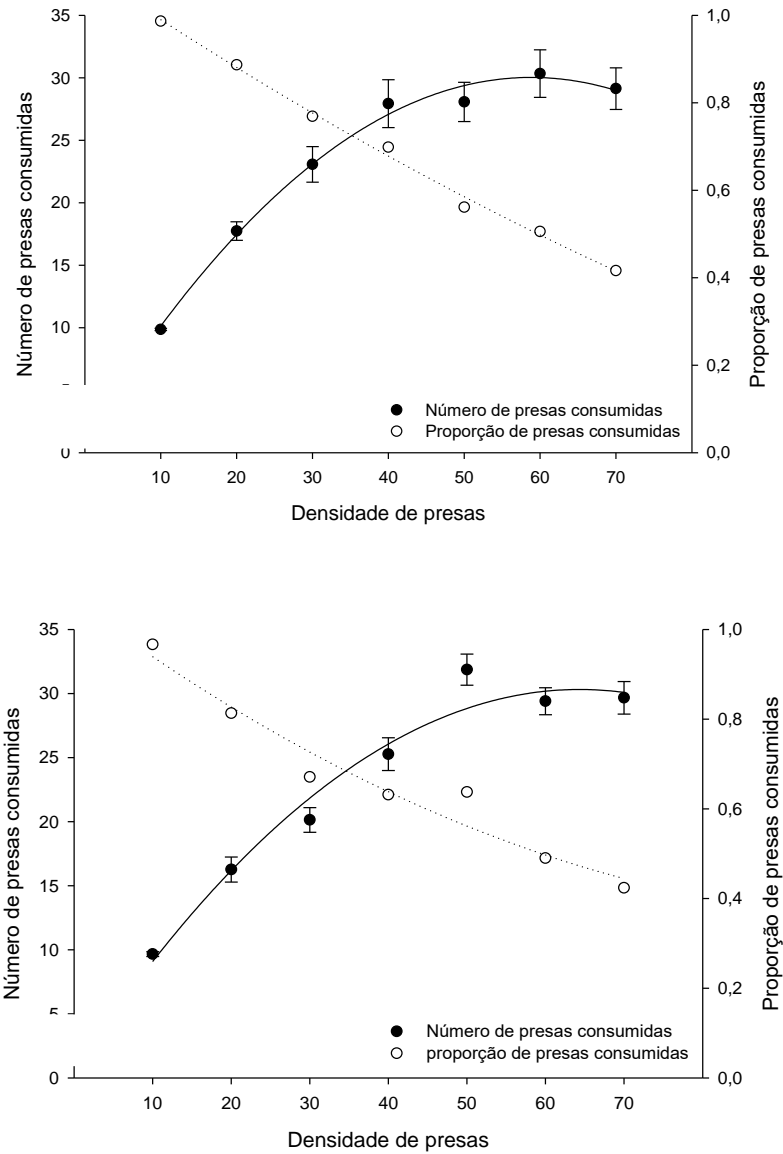 35
30
25
20
15
10
0
Número de presas consumidas
1,0
0,8
0,6
0,4
0,2
0,0
Proporção de presas consumidas
Número de presas consumidas
Proporção de presas consumidas
10 20 30 40 50 60 70
Densidade de presas
35
30
25
20
15
10
5
0
Número de presas consumidas
1,0
0,8
0,6
0,4
0,2
0,0
Proporção de presas consumidas
Número de presas consumidas
proporção de presas consumidas
10 20 30 40 50 60 70
Densidade de presas